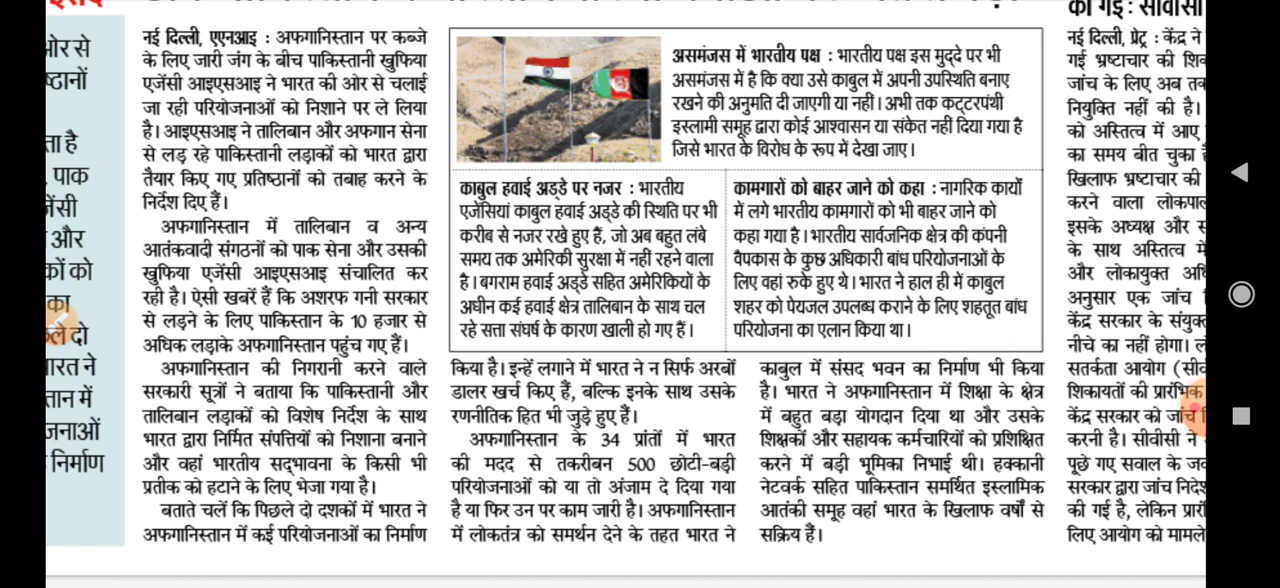 ओर से
ता है
, पाक
और
कों को
का
ले दो
तान में
निर्माण
नई दिल्ली, एएनआइ : अफगानिस्तान पर कब्जे
के लिए जारी जंग के बीच पाकिस्तानी खुफिया
एजेंसी आइएसआइ ने भारत की ओर से चलाई
जा रही परियोजनाओं को निशाने पर ले लिया
है। आइएसआइ ने तालिबान और अफगान सेना
से लड़ रहे पाकिस्तानी लड़ाकों को भारत द्वारा
तैयार किए गए प्रतिष्ठानों को तबाह करने के
निर्देश दिए हैं।
अफगानिस्तान में तालिबान व अन्य
आतंकवादी संगठनों को पाक सेना और उसकी
खुफिया एजेंसी आइएसआइ संचालित कर
रही है। ऐसी खबरें हैं कि अशरफ गनी सरकार
से लड़ने के लिए पाकिस्तान के 10 हजार से
अधिक लड़ाके अफगानिस्तान पहुंच गए हैं।
अफगानिस्तान की निगरानी करने वाले
सरकारी सूत्रों ने बताया कि पाकिस्तानी और
तालिबान लड़ाकों को विशेष निर्देश के साथ
भारत द्वारा निर्मित संपत्तियों को निशाना बनाने
और वहां भारतीय सद्भावना के किसी भी
प्रतीक को हटाने के लिए भेजा गया है।
बताते चलें कि पिछले दो दशकों में भारत ने
अफगानिस्तान में कई परियोजनाओं का निर्माण
असमंजस में भारतीय पक्ष : भारतीय पक्ष इस मुद्दे पर भी
असमंजस में है कि क्या उसे काबुल में अपनी उपस्थिति बनाए
रखने की अनुमति दी जाएगी या नहीं। अभी तक कट्टरपंथी
इस्लामी समूह द्वारा कोई आश्वासन या संकेत नहीं दिया गया है
जिसे भारत के विरोध के रूप में देखा जाए।
काबुल हवाई अड्डे पर नजर : भारतीय
एजेंसियां काबुल हवाई अड्डे की स्थिति पर भी
करीब से नजर रखे हुए हैं, जो अब बहुत लंबे
समय तक अमेरिकी सुरक्षा में नहीं रहने वाला
है। बगराम हवाई अड्डे सहित अमेरिकियों के
अधीन कई हवाई क्षेत्र तालिबान के साथ चल
रहे सत्ता संघर्ष के कारण खाली हो गए हैं।
कामगारों को बाहर जाने को कहा : नागरिक कार्यों
में लगे भारतीय कामगारों को भी बाहर जाने को
कहा गया है। भारतीय सार्वजनिक क्षेत्र की कंपनी
वैपकास के कुछ अधिकारी बांध परियोजनाओं के
लिए वहां रुके हुए थे। भारत ने हाल ही में काबुल
शहर को पेयजल उपलब्ध कराने के लिए शहतूत बांध
परियोजना का एलान किया था।
किया है। इन्हें लगाने में भारत ने न सिर्फ अरबों
डालर खर्च किए हैं, बल्कि इनके साथ उसके
रणनीतिक हित भी जुड़े हुए हैं।
अफगानिस्तान के 34 प्रांतों में भारत
की मदद से तकरीबन 500 छोटी-बड़ी
परियोजनाओं को या तो अंजाम दे दिया गया
है या फिर उन पर काम जारी है। अफगानिस्तान
में लोकतंत्र को समर्थन देने के तहत भारत ने
काबुल में संसद भवन का निर्माण भी किया
है। भारत ने अफगानिस्तान में शिक्षा के क्षेत्र
में बहुत बड़ा योगदान दिया था और उसके
शिक्षकों और सहायक कर्मचारियों को प्रशिक्षित
करने में बड़ी भूमिका निभाई थी। हक्कानी
नेटवर्क सहित पाकिस्तान समर्थित इस्लामिक
आतंकी समूह वहां भारत के खिलाफ वर्षों से
सक्रिय हैं।
की गई : सीवीसी
नई दिल्ली, प्रेट्र : केंद्र ने
गई भ्रष्टाचार की
जांच के लिए अब तक
नियुक्ति नहीं की है।
को अस्तित्व में आए
का समय बीत चुका
खिलाफ भ्रष्टाचार की
करने वाला लोकपाल
इसके अध्यक्ष और
के साथ अस्तित्व में
और लोकायुक्त
अनुसार एक जांच
केंद्र सरकार के संयुक्त
नीचे का नहीं होगा।
सतर्कता आयोग
शिकायतों की प्रारंभिक
केंद्र सरकार को जांच
करनी है। सीवीसी ने
पूछे गए सवाल के
सरकार द्वारा जांच
की गई है, लेकिन
लिए आयोग को मामले